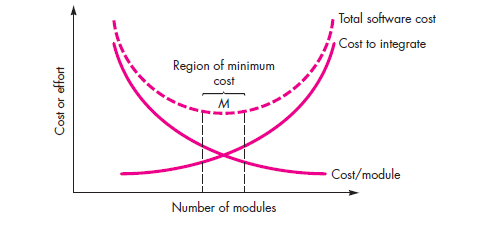 Total software cost
Cost to integrate
Region of minimum
cost
M
Cost or effort
Cost/module
Number of modules